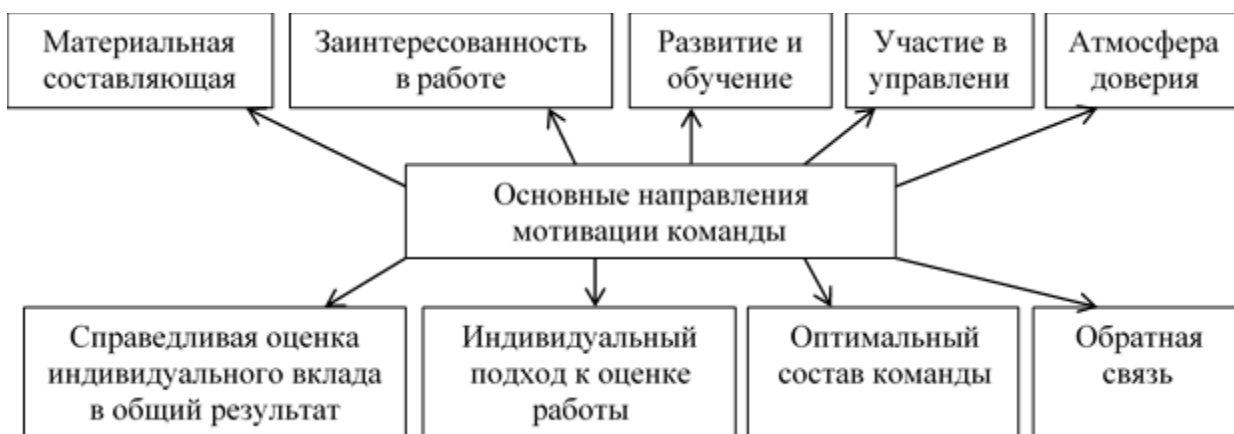 Материальная
составляющая
Заинтересованность
в работе
Развитие и
обучение
Участие в
управлени
Атмосфера
доверия
Основные направления
мотивации команды
Справедливая оценка
индивидуального вклада
в общий результат
Индивидуальный
подход к оценке
работы
Оптимальный
состав команды
Обратная
связь